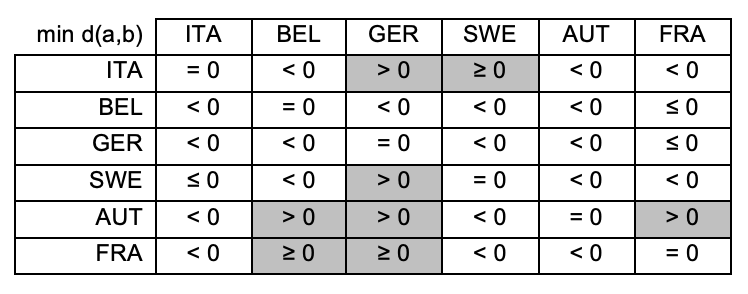 min d(a,b) ITA BEL GER SWE AUT FRA
ITA = 0 < 0 > 0 ≥ 0 < 0 < 0
BEL < 0 = 0 < 0 < 0 < 0 ≤ 0
GER < 0 < 0 = 0 < 0 < 0 ≤ 0
SWE ≤ 0 < 0 > 0 = 0 < 0 < 0
AUT < 0 > 0 > 0 < 0 = 0 > 0
FRA < 0 ≥ 0 ≥ 0 < 0 < 0 = 0